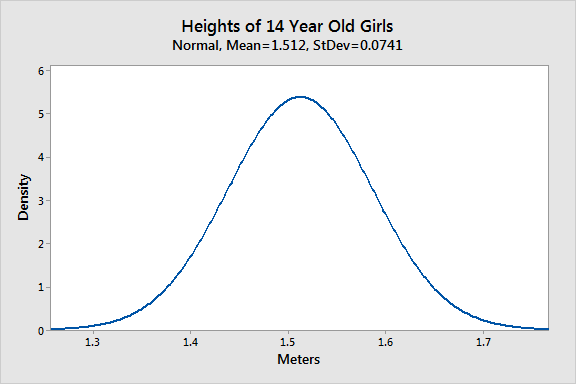 Heights of 14 Year Old Girls
Normal, Mean=1.512, StDev=0.0741
6
5
4
3
2
1
0
Density
1.3 1.4 1.5 1.6 1.7
Meters